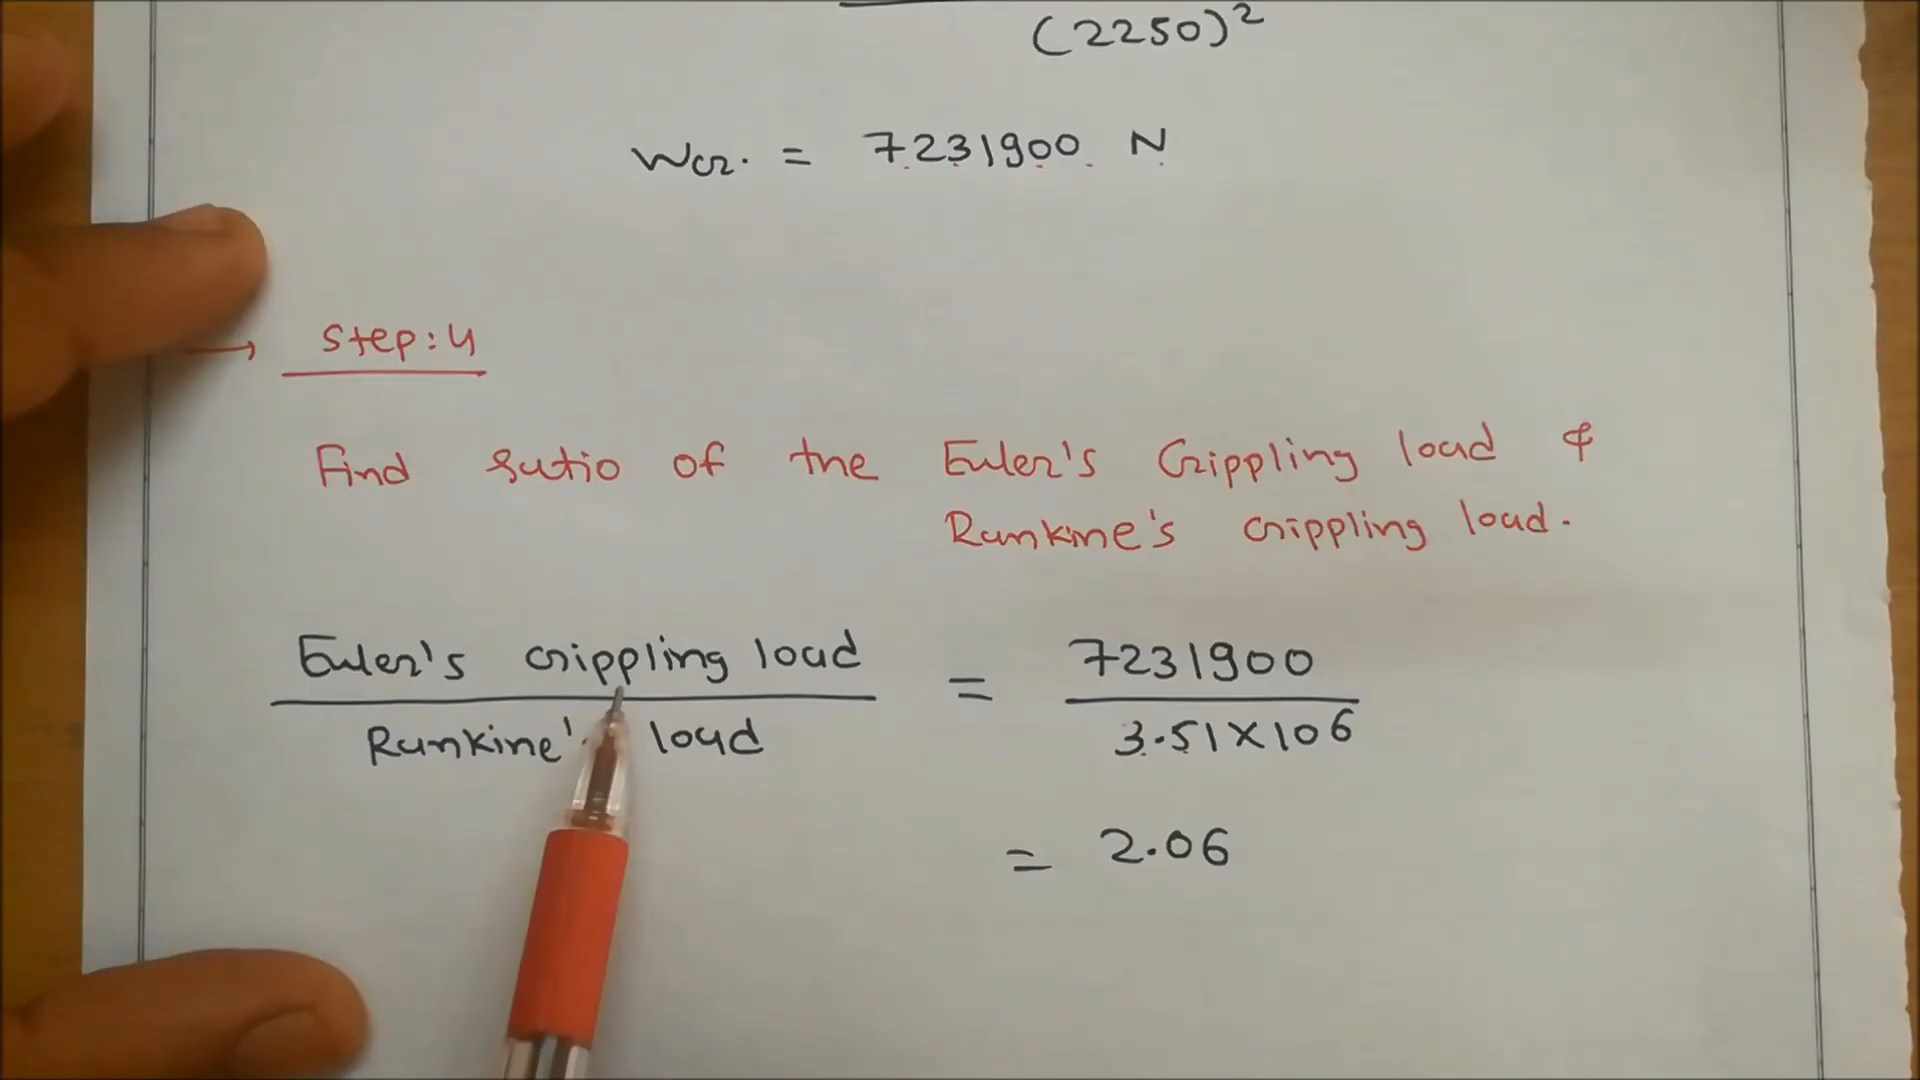 (2250)²
Wcr. = 7231900 N
→ Step:4
Find ratio of the Euler's Crippling load &
Rankine's crippling load.
Euler's crippling load = 7231900
Rankine' load 3.51×10⁶
= 2.06